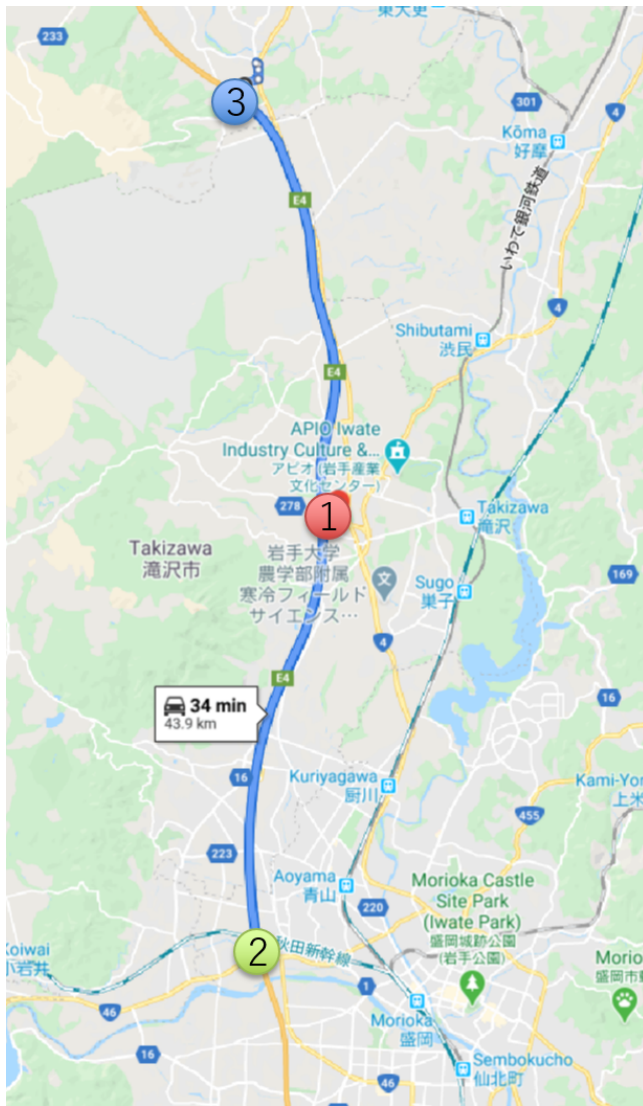 東大更
233
301
4
Kōma
好摩
3
いわて銀河鉄道
E4
4
Shibutami
渋民
E4
APIO Iwate
Industry Culture &...
アピオ (岩手産業
文化センター)
278
1
Takizawa
滝沢
Takizawa
滝沢市
岩手大学
農学部附属
寒冷フィールド
サイエンス...
Sugo
巣子
169
4
E4
16
34 min
43.9 km
16
Kuriyagawa
厨川
Kami-Yo
上米
455
223
Aoyama
青山
220
Morioka Castle
Site Park
(Iwate Park)
盛岡城跡公園
(岩手公園)
2
秋田新幹線
Koiwai
小岩井
Morio
盛岡市動
46
1
46
Morioka
盛岡
16
Sembokucho
仙北町